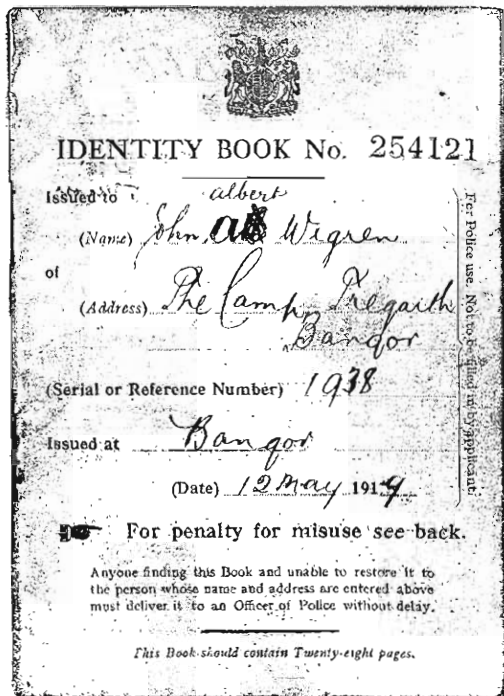 IDENTITY BOOK No. 254121
Issued to
albert
(Name) John Wigren
of
(Address) The Camp, Tregarth
Bangor
(Serial or Reference Number) 1938
Issued at Bangor
(Date) 12 May 1919
For penalty for misuse see back.
Anyone finding this Book and unable to restore it to
the person whose name and address are entered above
must deliver it to an Officer of Police without delay.
This Book should contain Twenty-eight pages.
For Police use. Not to be filled in by applicant.